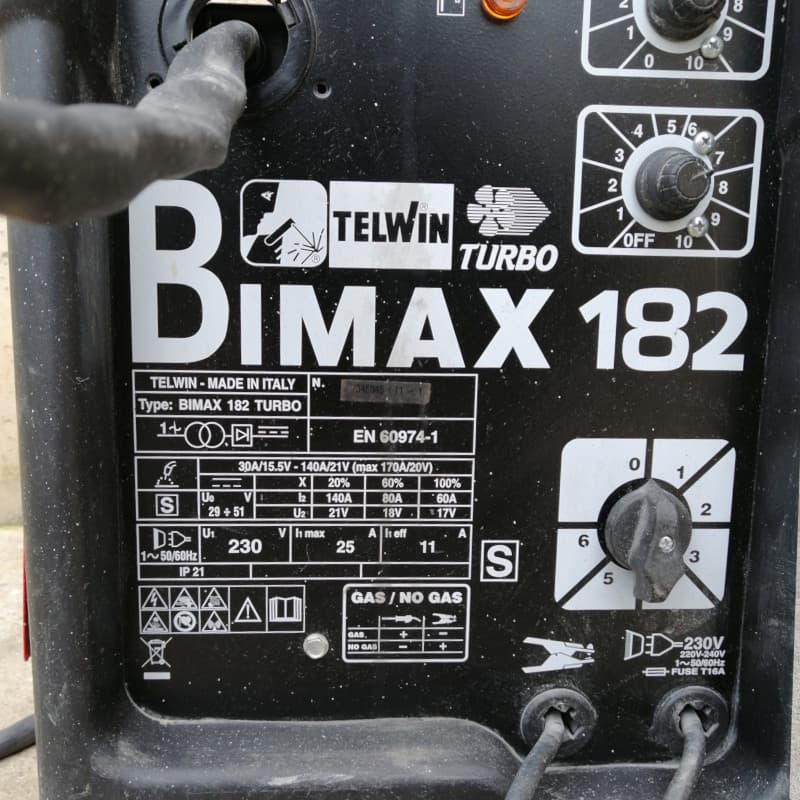 2 8
1 9
0 10
4 5 6
3 7
2 8
1 9
OFF 10
TELWIN®
®
TURBO
BIMAX 182
TELWIN - MADE IN ITALY N.
Type: BIMAX 182 TURBO
1~
EN 60974-1
30A/15.5V - 140A/21V (max 170A/20V)
X 20% 60% 100%
S U0 V I2 140A 80A 60A
29 ÷ 51 U2 21V 18V 17V
U1 V I1 max A I1 eff A
230 25 11
1~50/60Hz
IP 21
S
0 1
2
6 3
5
GAS / NO GAS
GAS + -
NO GAS - +
230V
220V-240V
1~50/60Hz
FUSE T16A